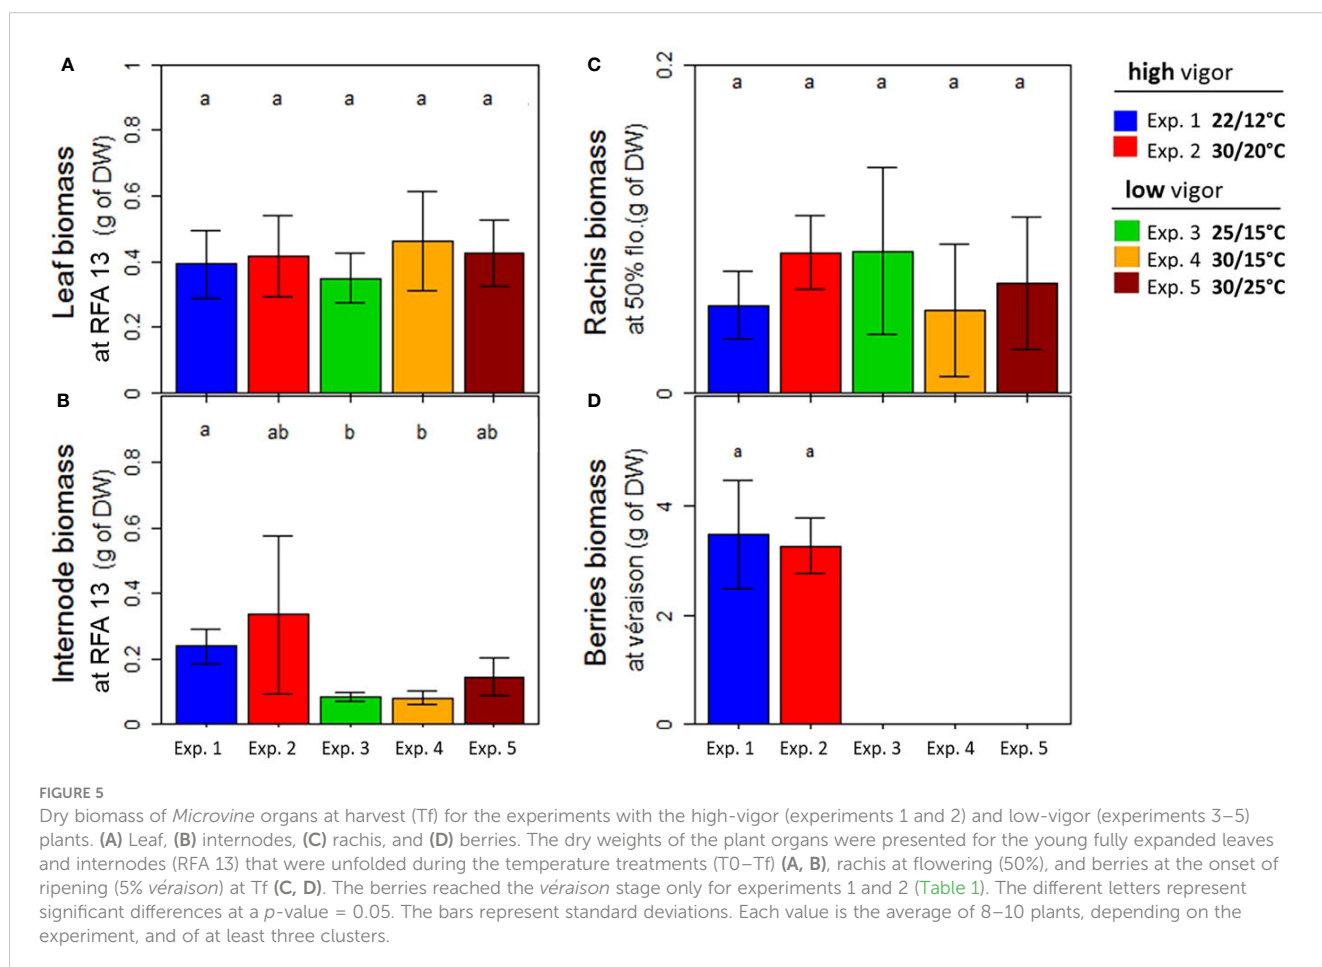 A
Leaf biomass
at RFA 13 (g of DW)
0 0.2 0.4 0.6 0.8 1
a a a a a
C
Rachis biomass
at 50% flo.(g of DW)
0 0.2
a a a a a
high vigor
Exp. 1 22/12°C
Exp. 2 30/20°C
low vigor
Exp. 3 25/15°C
Exp. 4 30/15°C
Exp. 5 30/25°C
B
Internode biomass
at RFA 13 (g of DW)
0 0.2 0.4 0.6 0.8
a ab b b ab
Exp. 1 Exp. 2 Exp. 3 Exp. 4 Exp. 5
D
Berries biomass
at véraison (g of DW)
0 2 4
a a
Exp. 1 Exp. 2 Exp. 3 Exp. 4 Exp. 5
FIGURE 5
Dry biomass of Microvine organs at harvest (Tf) for the experiments with the high-vigor (experiments 1 and 2) and low-vigor (experiments 3–5)
plants. (A) Leaf, (B) internodes, (C) rachis, and (D) berries. The dry weights of the plant organs were presented for the young fully expanded leaves
and internodes (RFA 13) that were unfolded during the temperature treatments (T0–Tf) (A, B), rachis at flowering (50%), and berries at the onset of
ripening (5% véraison) at Tf (C, D). The berries reached the véraison stage only for experiments 1 and 2 (Table 1). The different letters represent
significant differences at a p-value = 0.05. The bars represent standard deviations. Each value is the average of 8–10 plants, depending on the
experiment, and of at least three clusters.